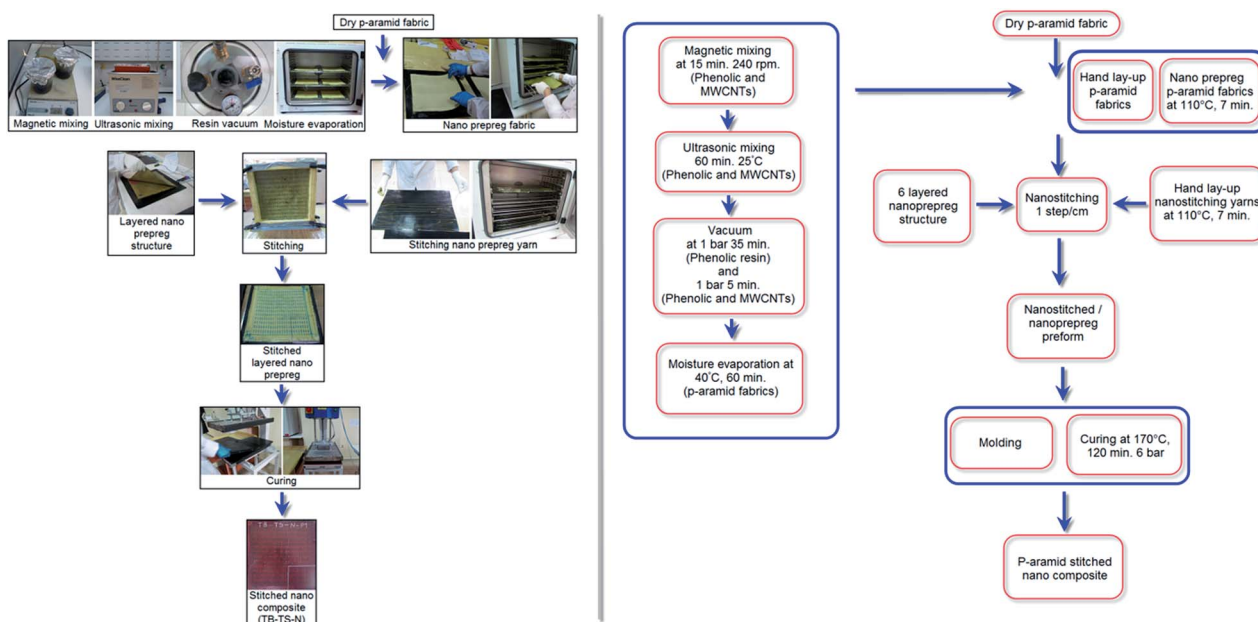 Dry p-aramid fabric
Magnetic mixing
Ultrasonic mixing
Resin vacuum
Moisture evaporation
Nano prepreg fabric
Layered nano
prepreg
structure
Stitching
Stitching nano prepreg yarn
Stitched
layered nano
prepreg
Curing
TB-TS-N-P1
Stitched nano
composite
(TB-TS-N)
Magnetic mixing
at 15 min. 240 rpm.
(Phenolic and
MWCNTs)
Ultrasonic mixing
60 min. 25°C
(Phenolic and MWCNTs)
Vacuum
at 1 bar 35 min.
(Phenolic resin)
and
1 bar 5 min.
(Phenolic and MWCNTs)
Moisture evaporation at
40°C, 60 min.
(p-aramid fabrics)
Dry p-aramid fabric
Hand lay-up
p-aramid
fabrics
Nano prepreg
p-aramid fabrics
at 110°C, 7 min.
6 layered
nanoprepreg
structure
Nanostitching
1 step/cm
Hand lay-up
nanostitching yarns
at 110°C, 7 min.
Nanostitched /
nanoprepreg
preform
Molding
Curing at 170°C,
120 min. 6 bar
P-aramid stitched
nano composite